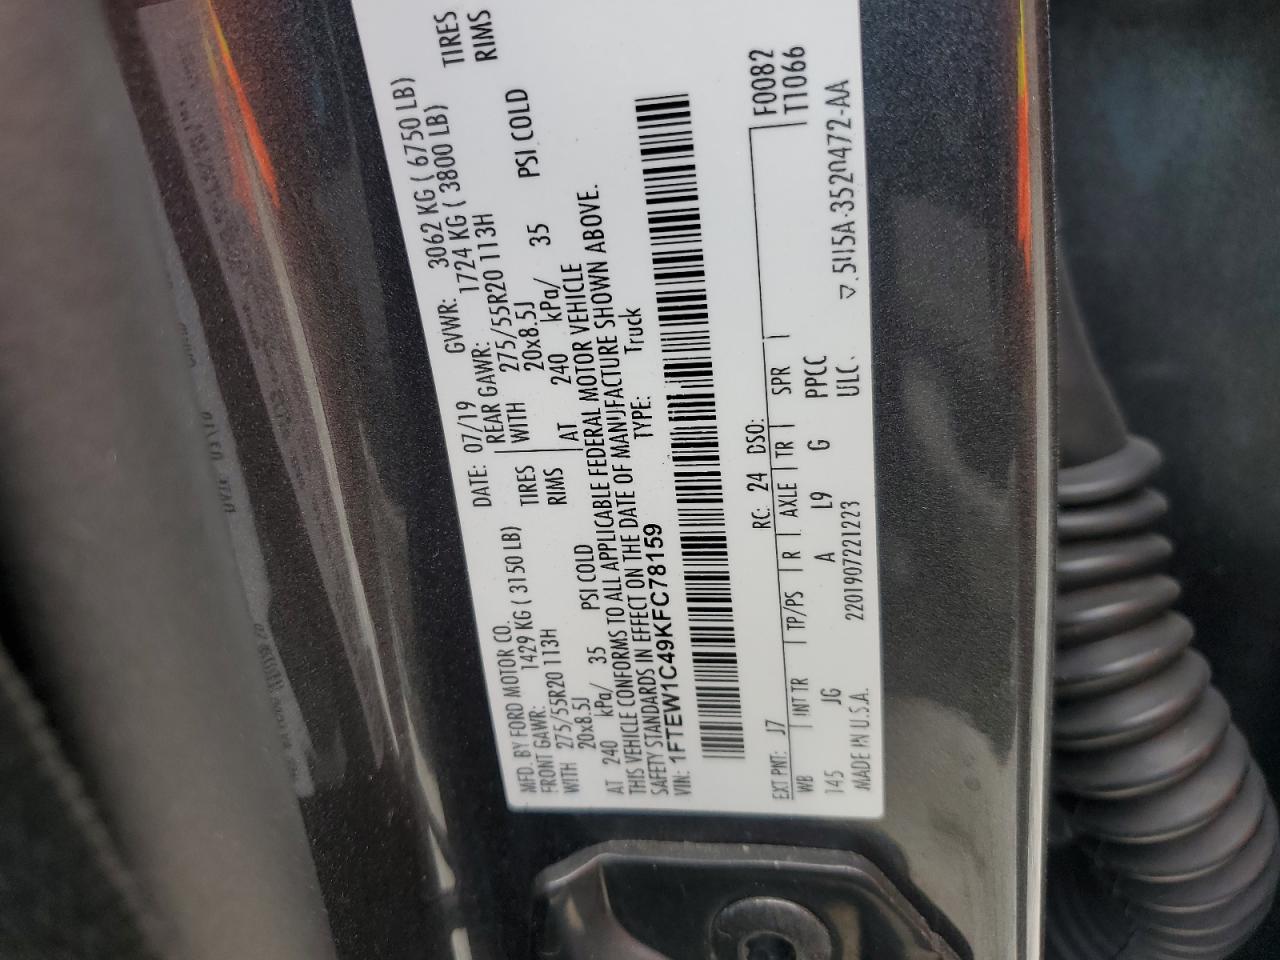 MFD. BY FORD MOTOR CO.
DATE: 07/19 GVWR: 3062 KG ( 6750 LB)
FRONT GAWR: 1429 KG ( 3150 LB) REAR GAWR: 1724 KG ( 3800 LB)
WITH 275/55R20 113H TIRES WITH 275/55R20 113H TIRES
20x8.5J RIMS 20x8.5J RIMS
AT 240 kPa/ 35 PSI COLD AT 240 kPa/ 35 PSI COLD
THIS VEHICLE CONFORMS TO ALL APPLICABLE FEDERAL MOTOR VEHICLE
SAFETY STANDARDS IN EFFECT ON THE DATE OF MANUFACTURE SHOWN ABOVE.
VIN: 1FTEW1C49KFC78159 TYPE: Truck
F0082
T1066
EXT PNT: J7 RC: 24 DSO:
WB INT TR TP/PS R AXLE TR SPR
145 JG A L9 G PPCC
MADE IN U.S.A. 2201907221223 ULC
5U5A-3520472-AA